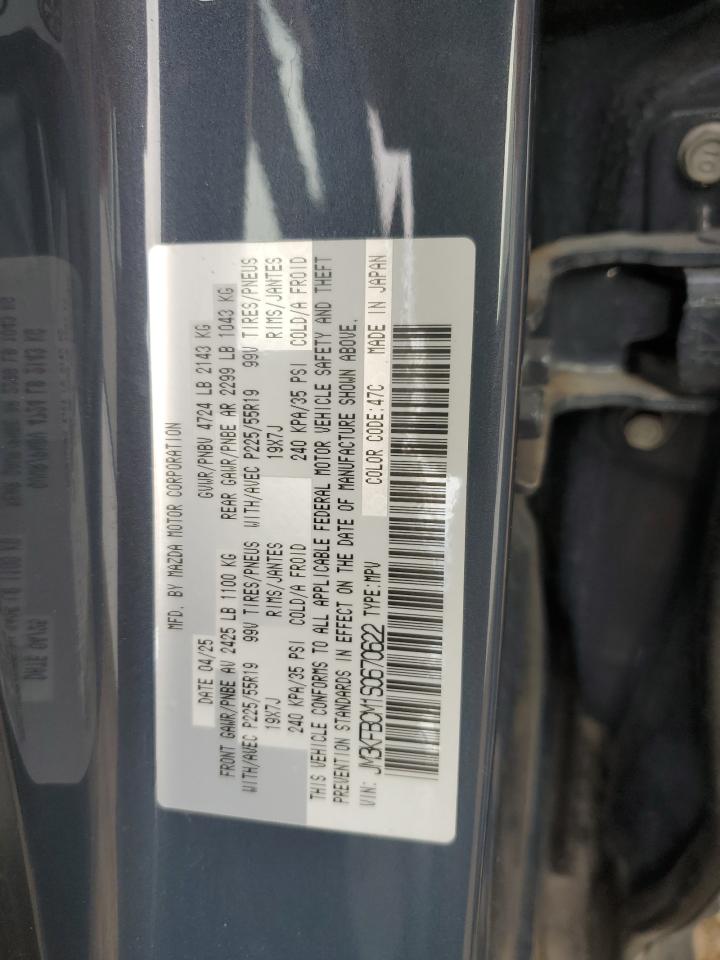 MFD. BY MAZDA MOTOR CORPORATION
DATE 04/25 GVWR/PNBV 4724 LB 2143 KG
FRONT GAWR/PNBE AV 2425 LB 1100 KG REAR GAWR/PNBE AR 2299 LB 1043 KG
WITH/AVEC P225/55R19 99V TIRES/PNEUS WITH/AVEC P225/55R19 99V TIRES/PNEUS
19X7J RIMS/JANTES 19X7J RIMS/JANTES
240 KPA/35 PSI COLD/A FROID 240 KPA/35 PSI COLD/A FROID
THIS VEHICLE CONFORMS TO ALL APPLICABLE FEDERAL MOTOR VEHICLE SAFETY AND THEFT
PREVENTION STANDARDS IN EFFECT ON THE DATE OF MANUFACTURE SHOWN ABOVE.
VIN: JM3KFBCM1S0670622 TYPE:MPV COLOR CODE:47C MADE IN JAPAN